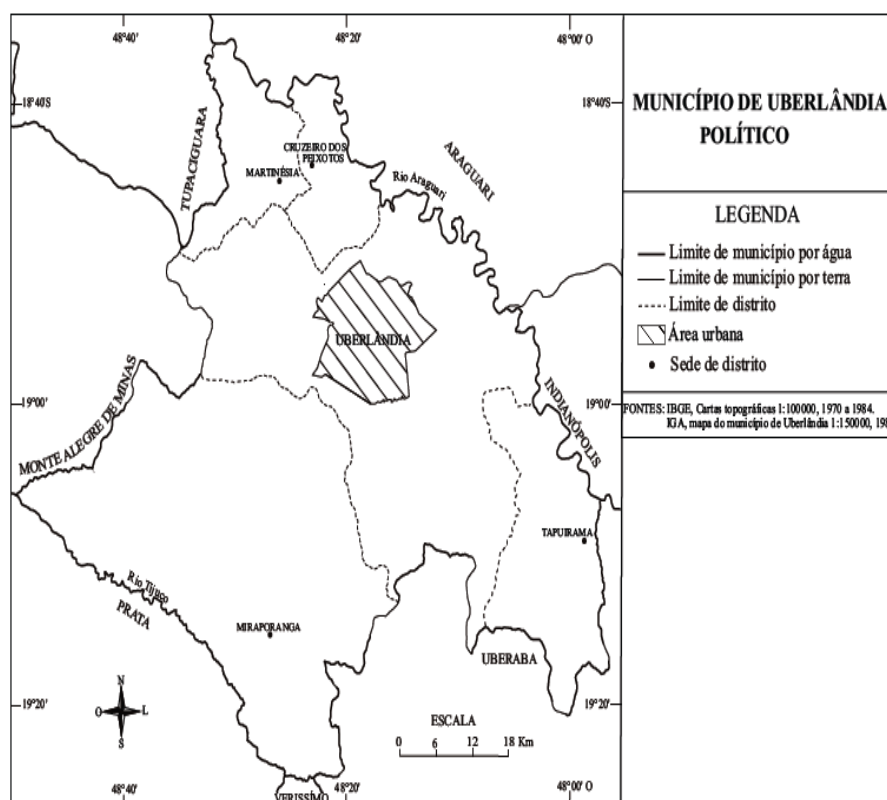 48°40'
48°20'
48°00' O
18°40'S
18°40'S
MUNICÍPIO DE UBERLÂNDIA
POLÍTICO
TUPACIGUARA
CRUZEIRO DOS
PEIXOTOS
MARTINÉSIA
ARAGUARI
Rio Araguari
LEGENDA
Limite de município por água
Limite de município por terra
Limite de distrito
Área urbana
Sede de distrito
UBERLÂNDIA
MONTE ALEGRE DE MINAS
19°00'
19°00'
INDIANÓPOLIS
FONTES: IBGE, Cartas topográficas 1:100000, 1970 a 1984.
IGA, mapa do município de Uberlândia 1:150000, 198
TAPUIRAMA
Rio Tijuco
PRATA
MIRAPORANGA
UBERABA
19°20'
19°20'
N
O
L
S
ESCALA
0 6 12 18 Km
48°40'
VERÍSSIMO
48°20'
48°00' O